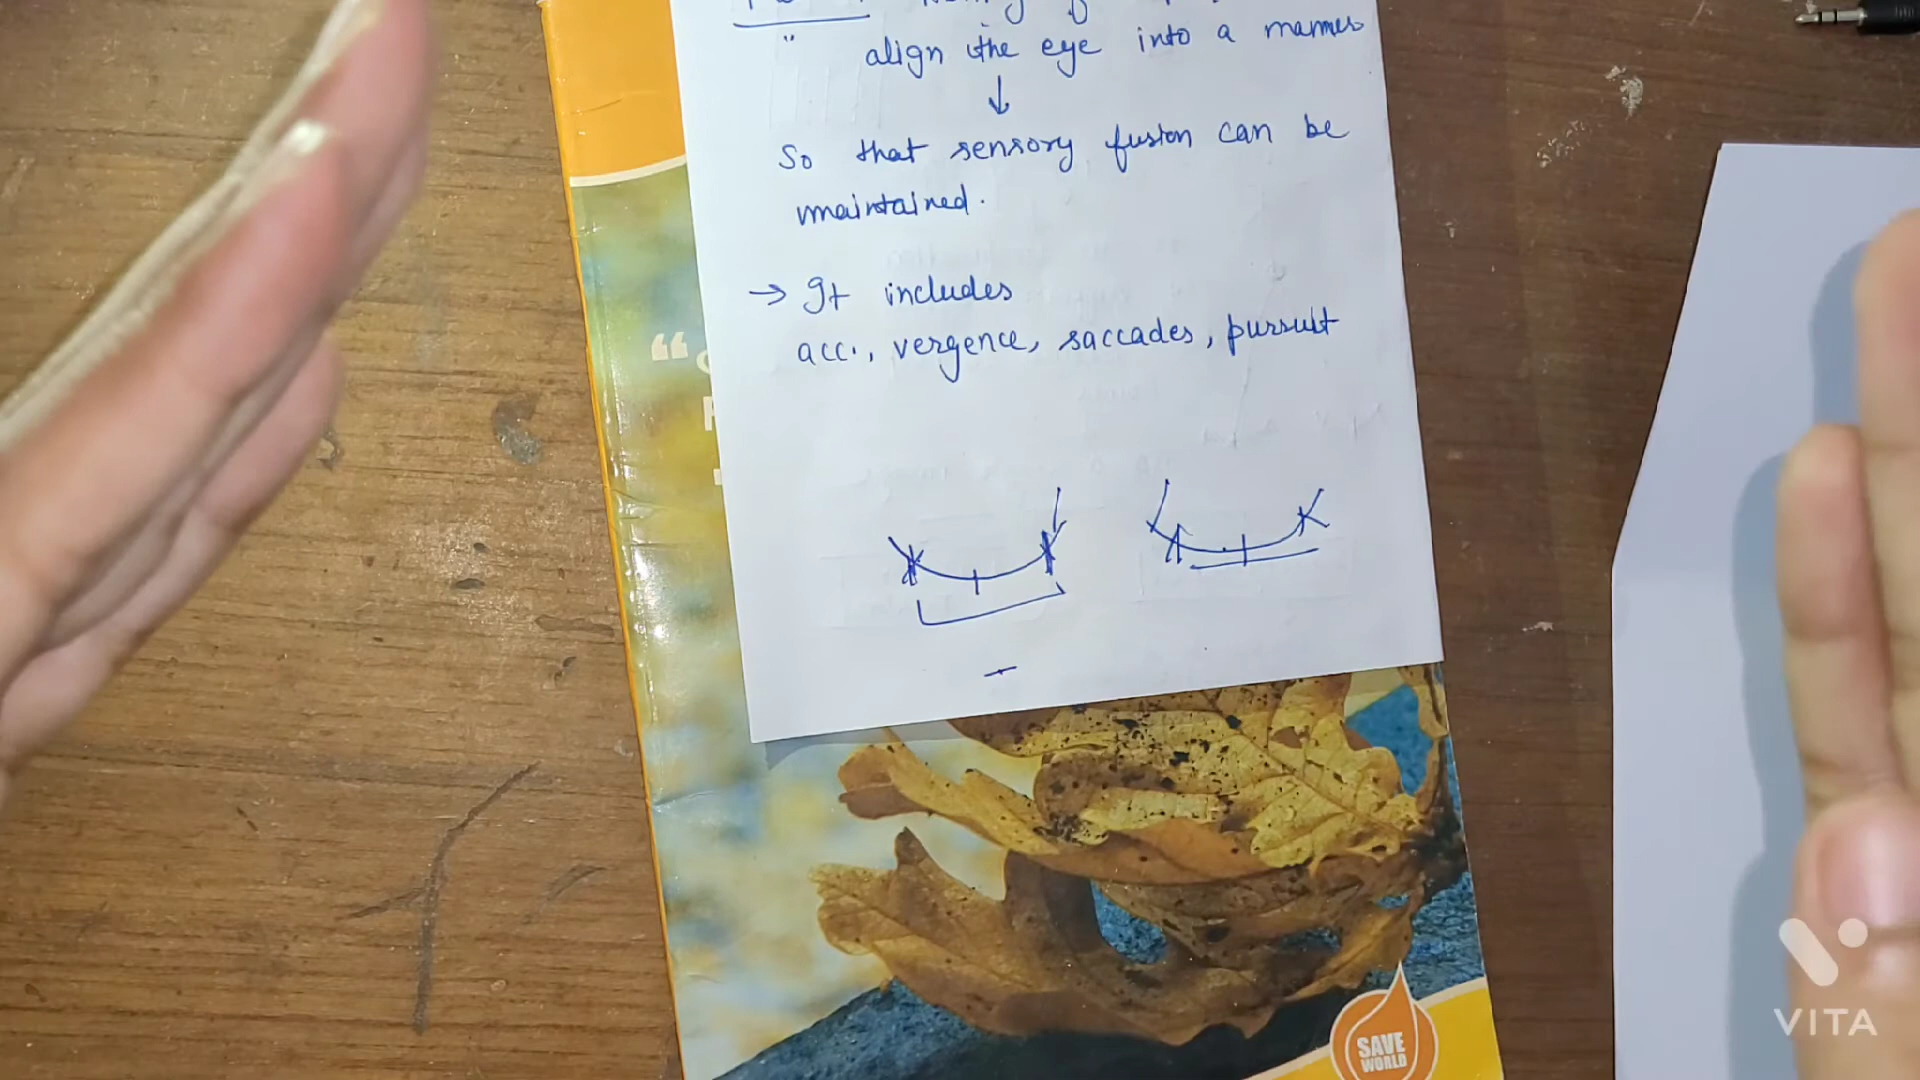 " align the eye into a manner
↓
So that sensory fusion can be
maintained.
→ It includes
acc., vergence, saccades, pursuit
SAVE
WORLD
VITA